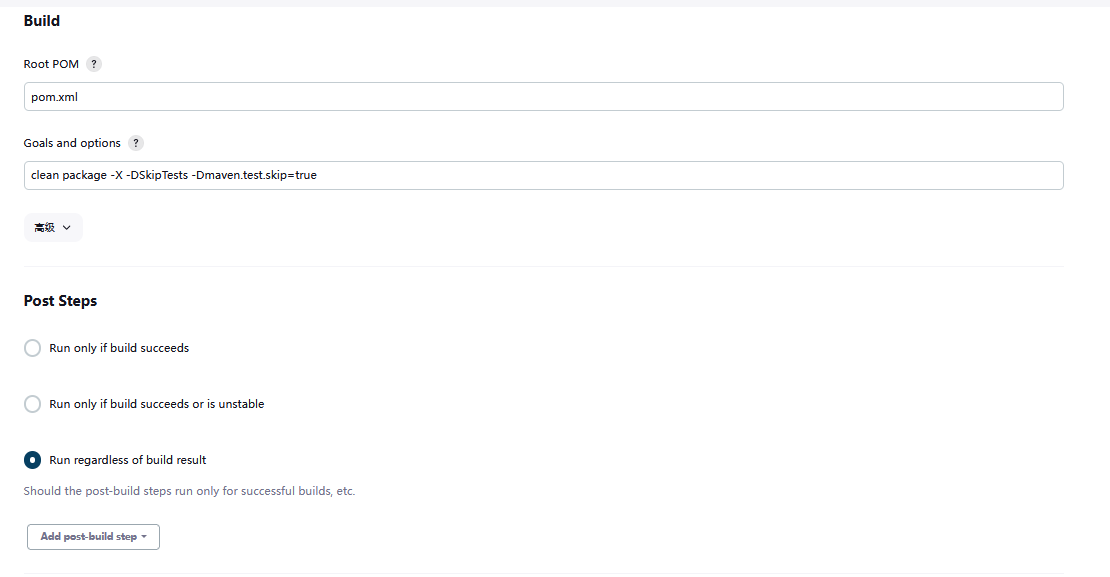 Build
Root POM ?
pom.xml
Goals and options ?
clean package -X -DSkipTests -Dmaven.test.skip=true
高级
Post Steps
Run only if build succeeds
Run only if build succeeds or is unstable
Run regardless of build result
Should the post-build steps run only for successful builds, etc.
Add post-build step